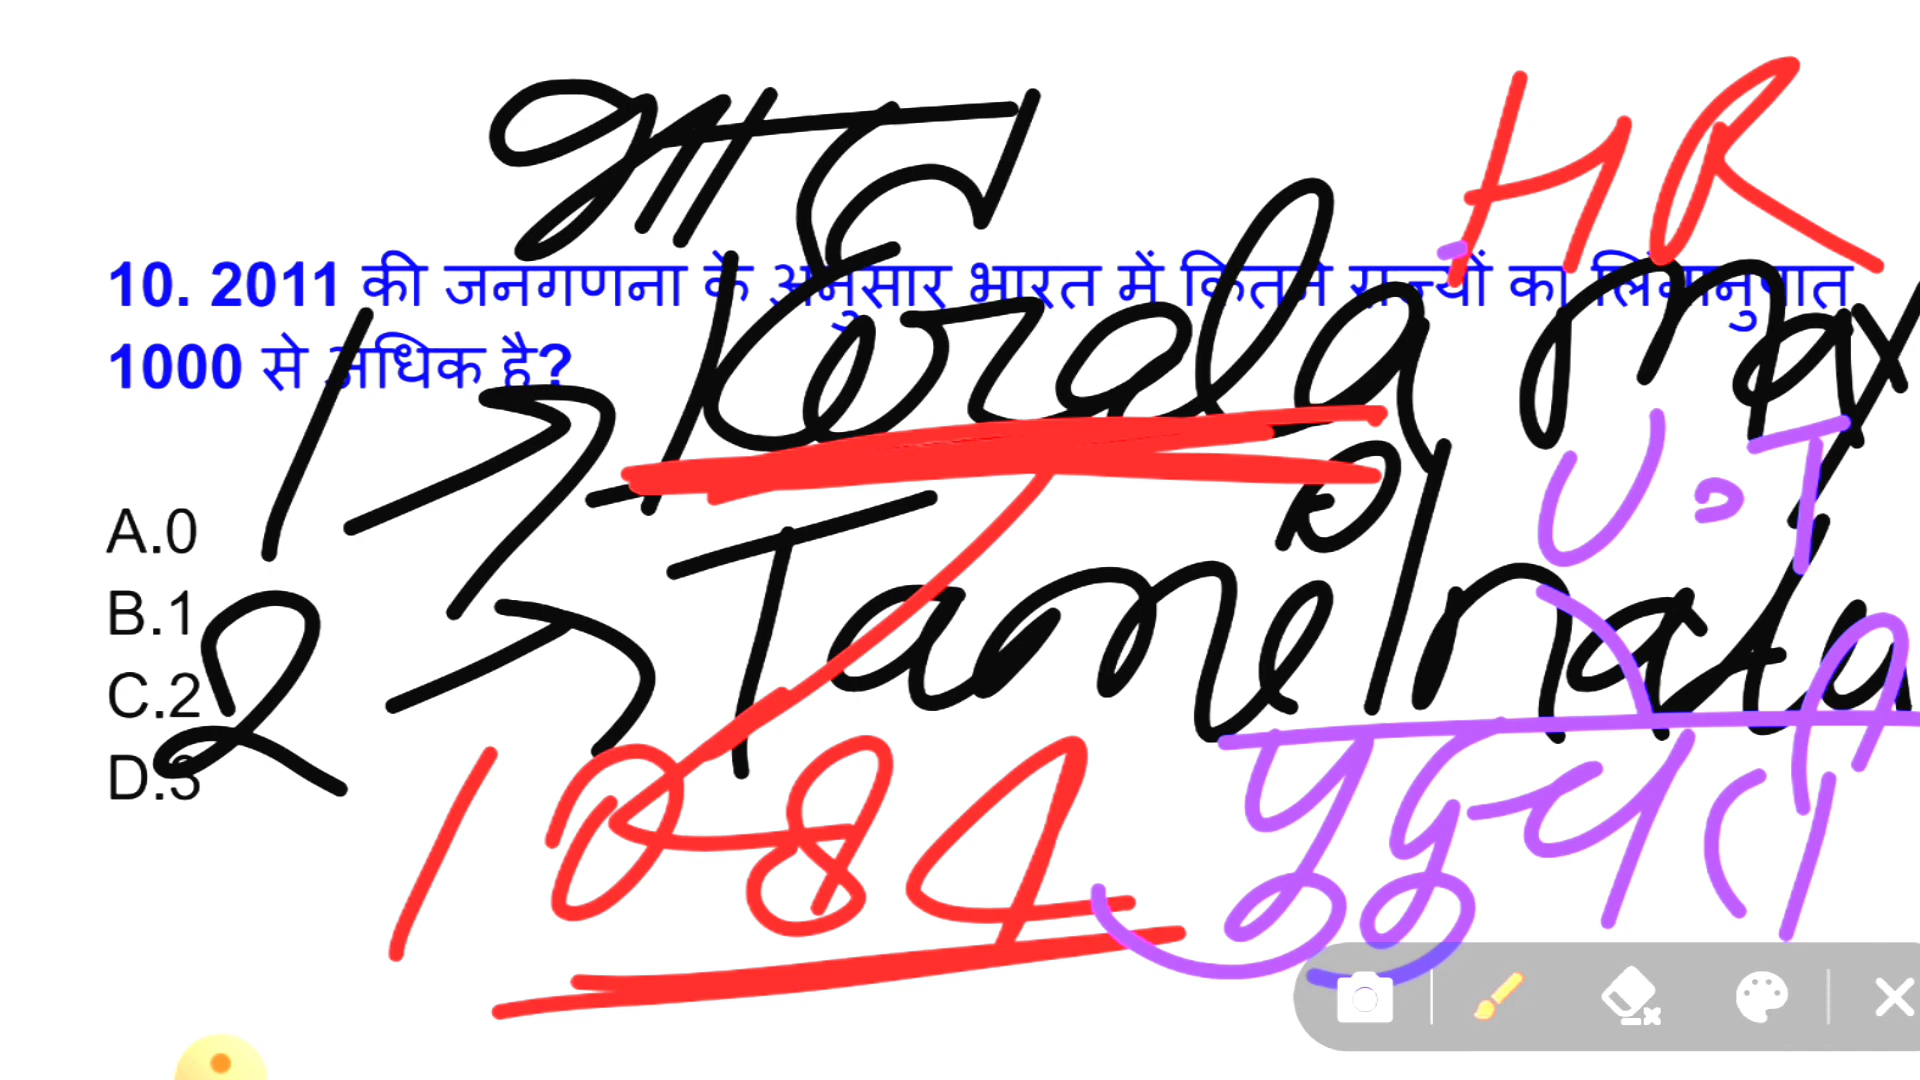 भारत
HR
10. 2011 की जनगणना के अनुसार भारत में कितने राज्यों का लिंगानुपात
1000 से अधिक है?
1 → Kerala max
U.T
2 → Tamelnadu
A.0
B.1
C.2
D.3
1084